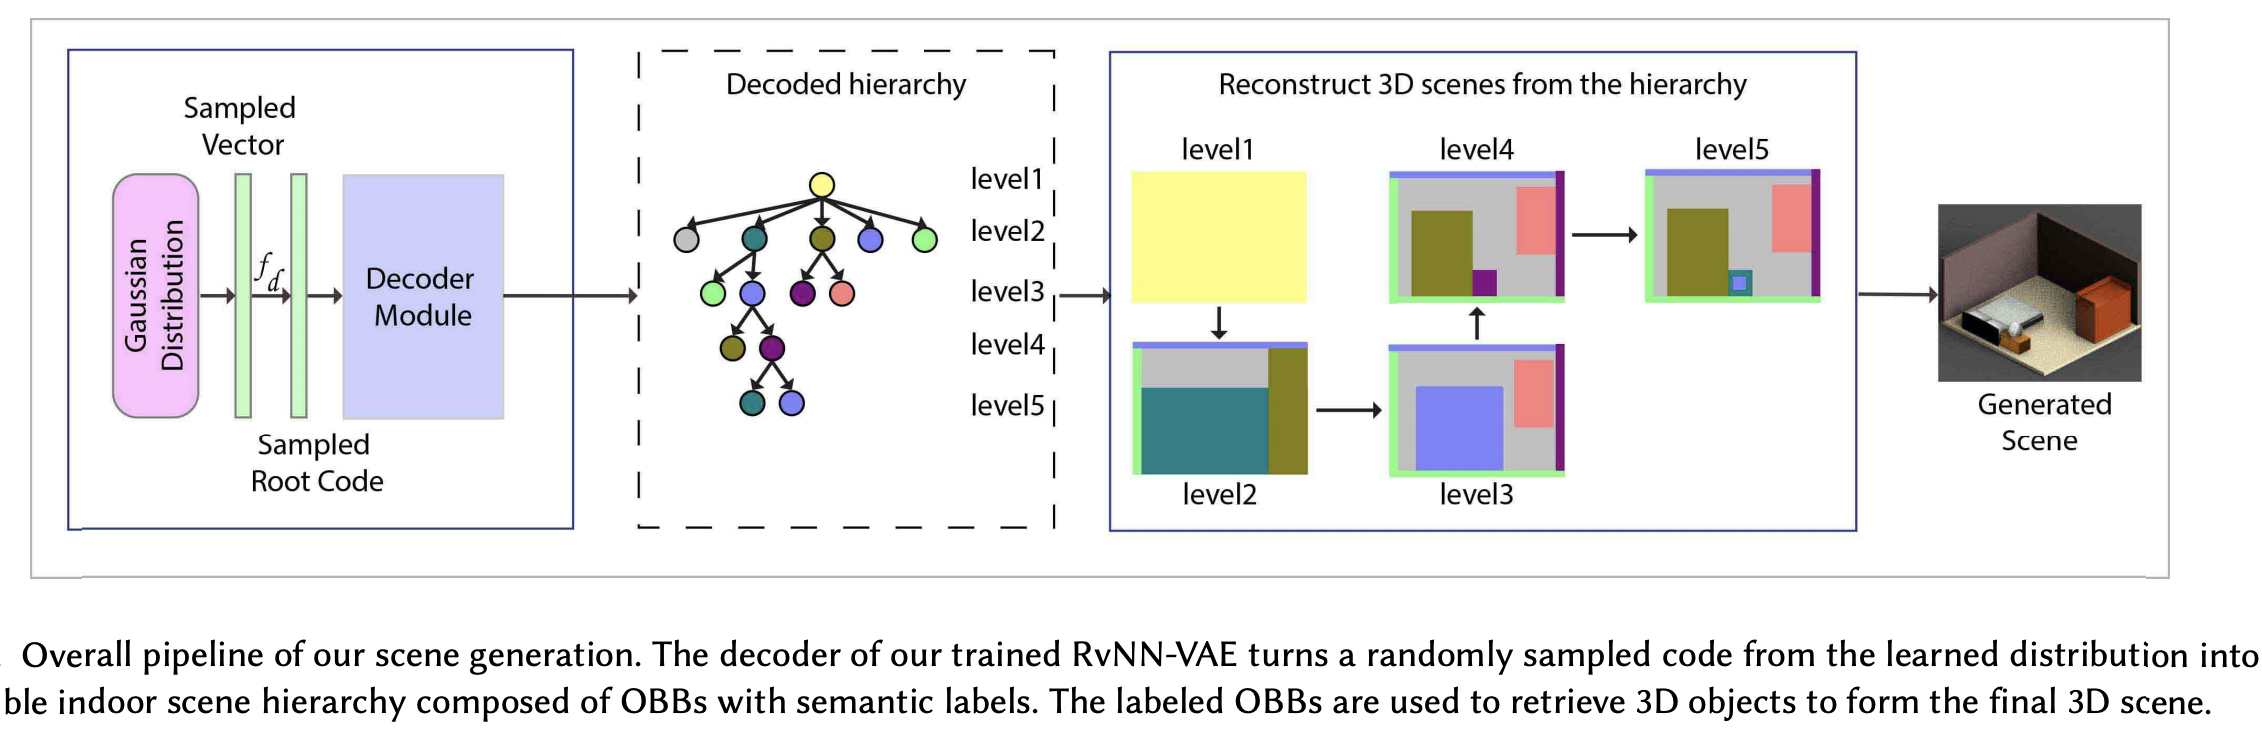 Sampled
Vector
Gaussian
Distribution
f_d
Decoder
Module
Sampled
Root Code
Decoded hierarchy
level1
level2
level3
level4
level5
Reconstruct 3D scenes from the hierarchy
level1
level4
level5
level2
level3
Generated
Scene
Overall pipeline of our scene generation. The decoder of our trained RvNN-VAE turns a randomly sampled code from the learned distribution into
ble indoor scene hierarchy composed of OBBs with semantic labels. The labeled OBBs are used to retrieve 3D objects to form the final 3D scene.